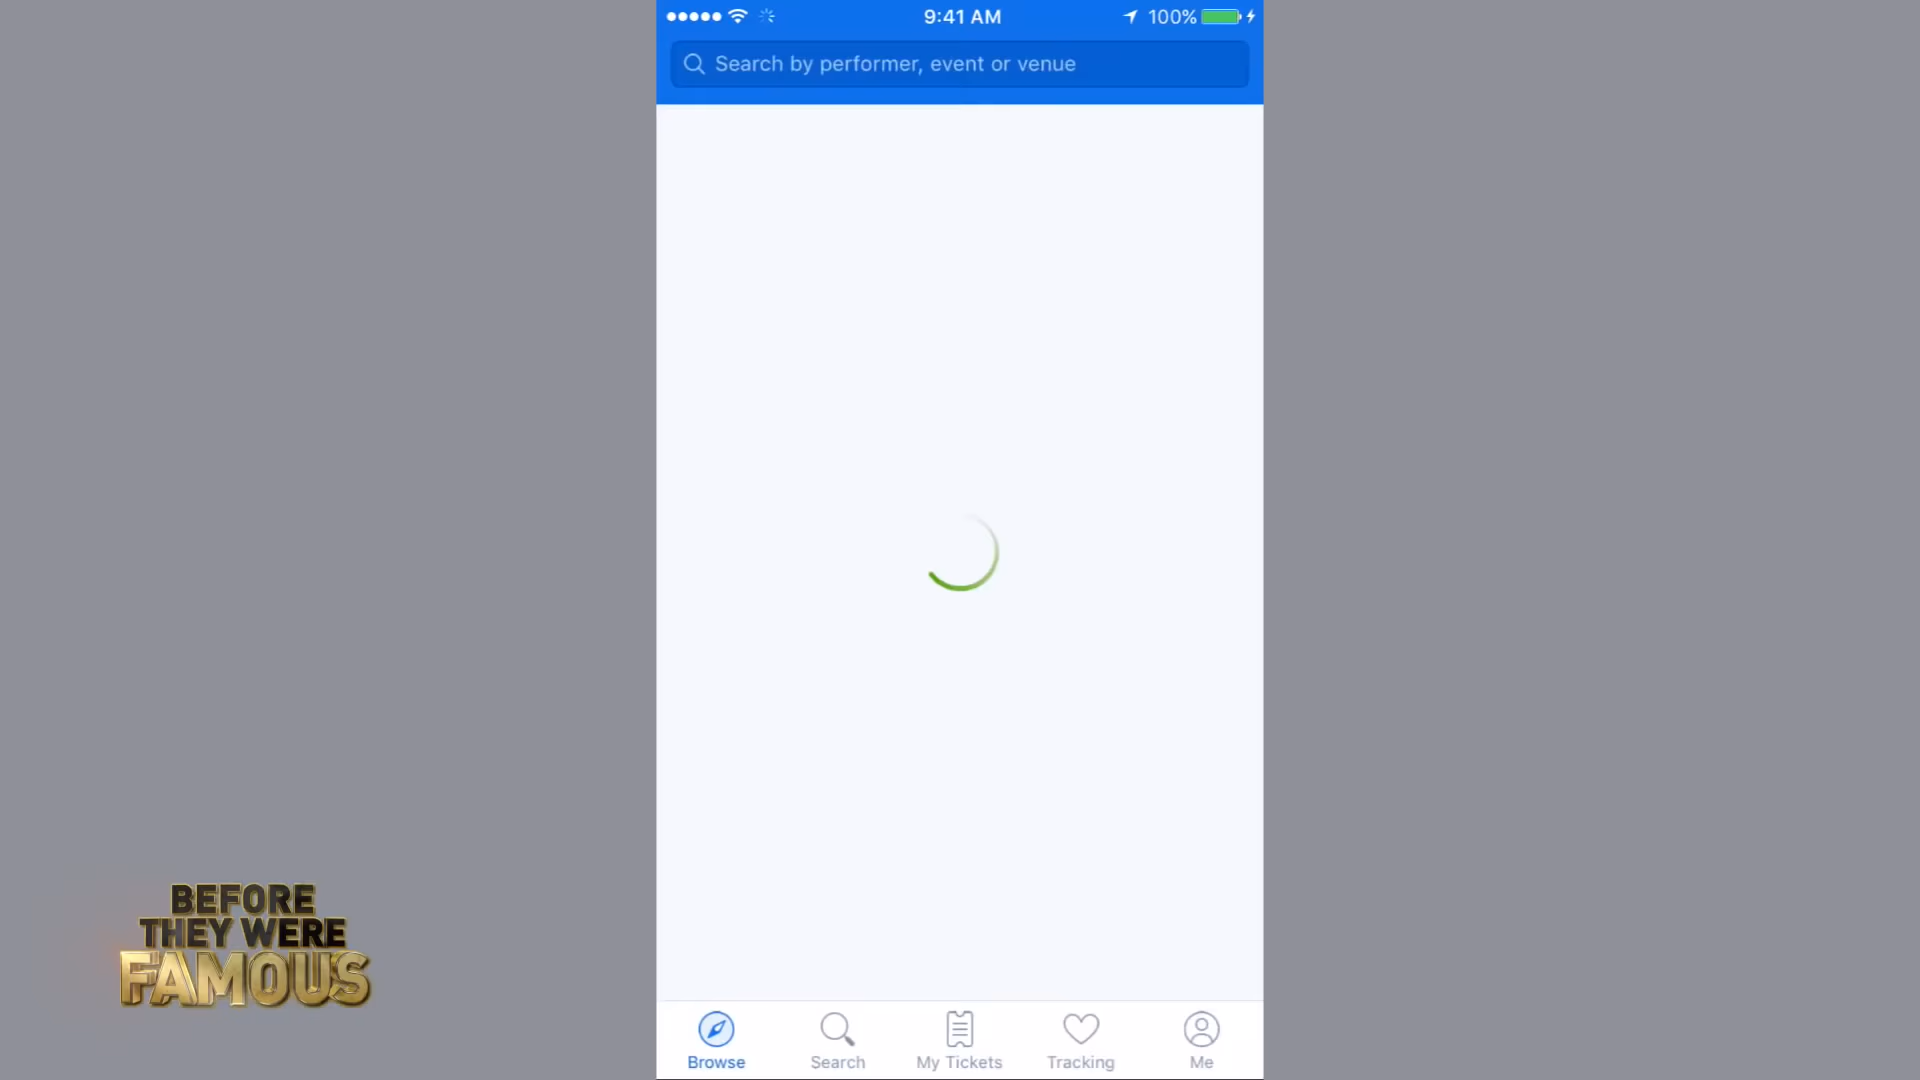 9:41 AM
100%
Search by performer, event or venue
BEFORE
THEY WERE
FAMOUS
Browse
Search
My Tickets
Tracking
Me